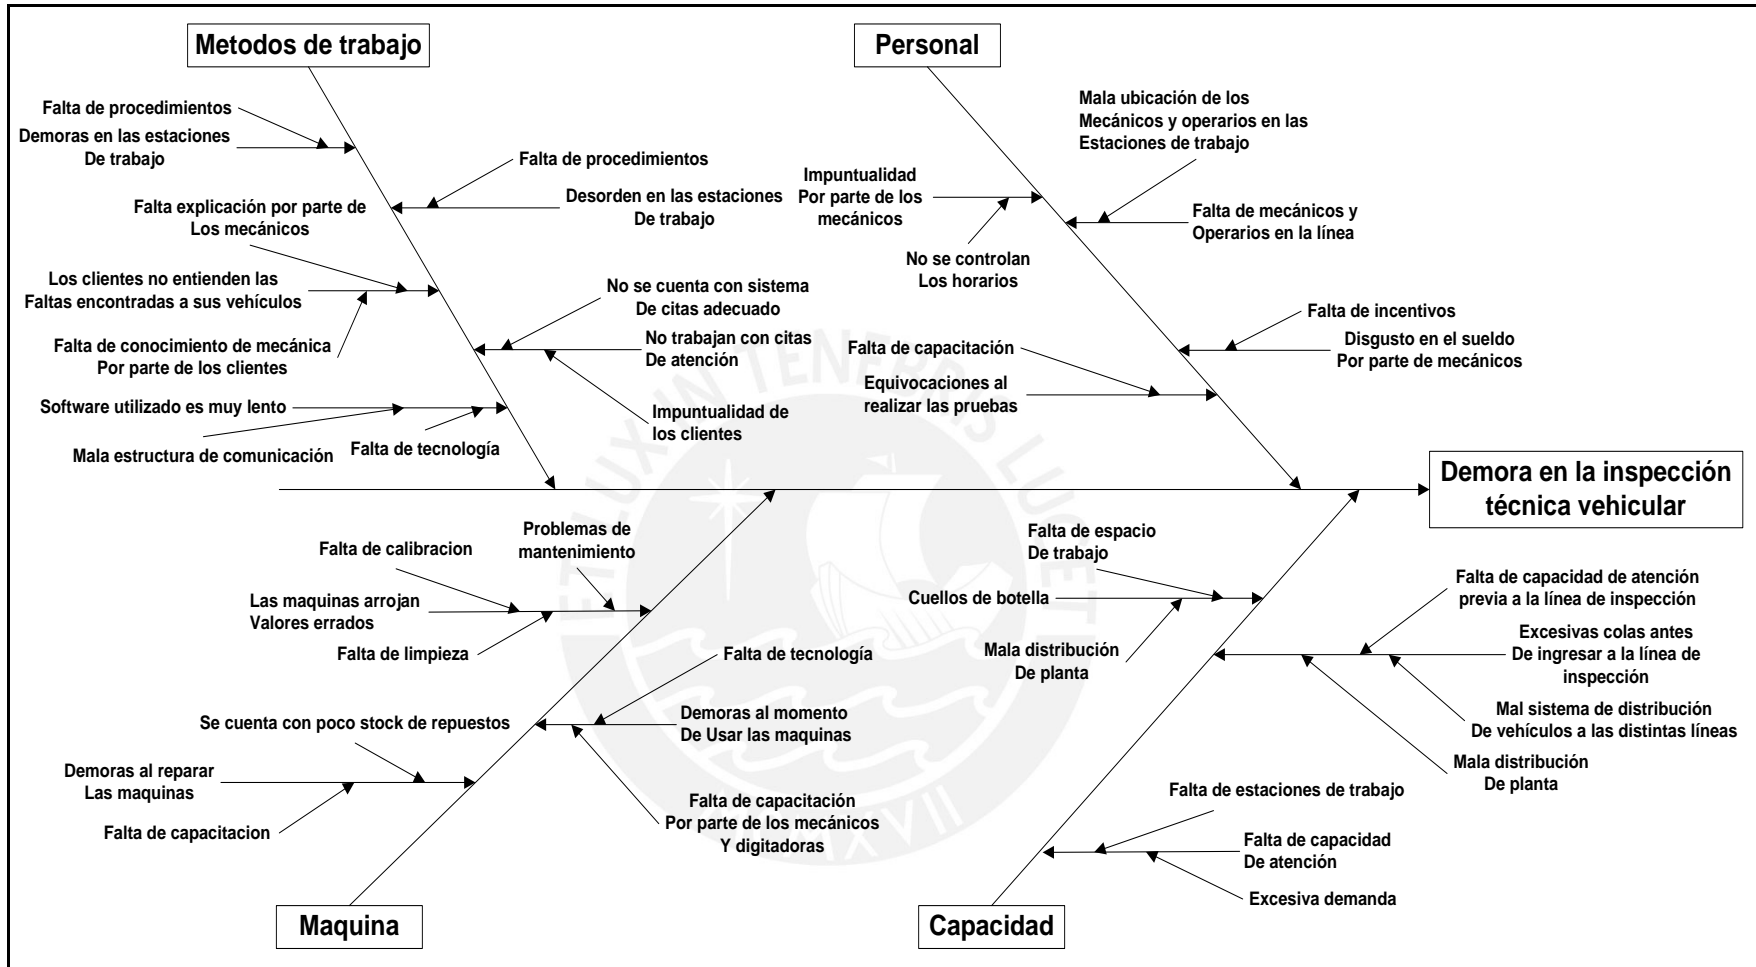 Metodos de trabajo
Personal
Falta de procedimientos
Demoras en las estaciones
De trabajo
Falta de procedimientos
Desorden en las estaciones
De trabajo
Falta explicación por parte de
Los mecánicos
Los clientes no entienden las
Faltas encontradas a sus vehículos
Falta de conocimiento de mecánica
Por parte de los clientes
No se cuenta con sistema
De citas adecuado
No trabajan con citas
De atención
Impuntualidad de
los clientes
Software utilizado es muy lento
Mala estructura de comunicación
Falta de tecnología
Mala ubicación de los
Mecánicos y operarios en las
Estaciones de trabajo
Impuntualidad
Por parte de los
mecánicos
No se controlan
Los horarios
Falta de mecánicos y
Operarios en la línea
Falta de incentivos
Disgusto en el sueldo
Por parte de mecánicos
Falta de capacitación
Equivocaciones al
realizar las pruebas
Demora en la inspección
técnica vehicular
Problemas de
mantenimiento
Falta de calibracion
Las maquinas arrojan
Valores errados
Falta de limpieza
Falta de tecnología
Demoras al momento
De Usar las maquinas
Falta de capacitación
Por parte de los mecánicos
Y digitadoras
Se cuenta con poco stock de repuestos
Demoras al reparar
Las maquinas
Falta de capacitacion
Falta de espacio
De trabajo
Cuellos de botella
Mala distribución
De planta
Falta de capacidad de atención
previa a la línea de inspección
Excesivas colas antes
De ingresar a la línea de
inspección
Mal sistema de distribución
De vehículos a las distintas líneas
Mala distribución
De planta
Falta de estaciones de trabajo
Falta de capacidad
De atención
Excesiva demanda
Maquina
Capacidad
ET LUX IN TENEBRIS LUCET
MCMXVII